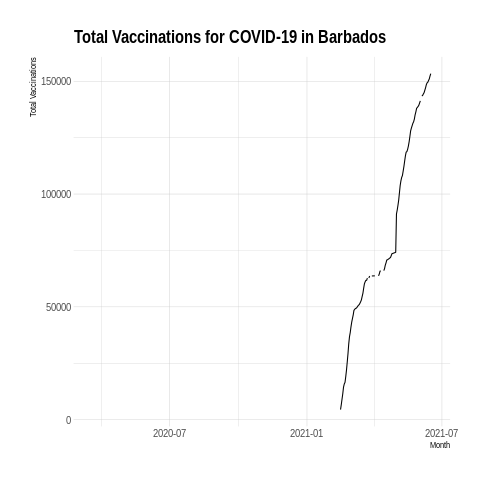 Total Vaccinations for COVID-19 in Barbados
Total Vaccinations
150000
100000
50000
0
2020-07 2021-01 2021-07
Month